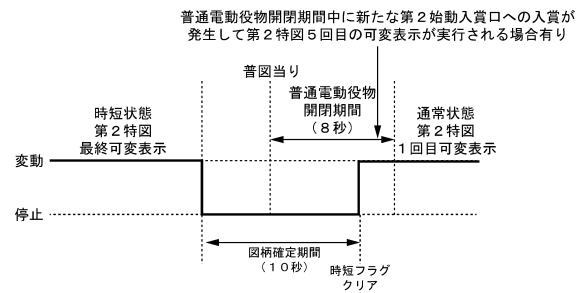 普通電動役物開閉期間中に新たな第２始動入賞口への入賞が
発生して第２特図５回目の可変表示が実行される場合有り
普図当り
普通電動役物
開閉期間
（８秒）
時短状態
第２特図
最終可変表示
通常状態
第２特図
１回目可変表示
変動
停止
図柄確定期間
（１０秒）
時短フラグ
クリア